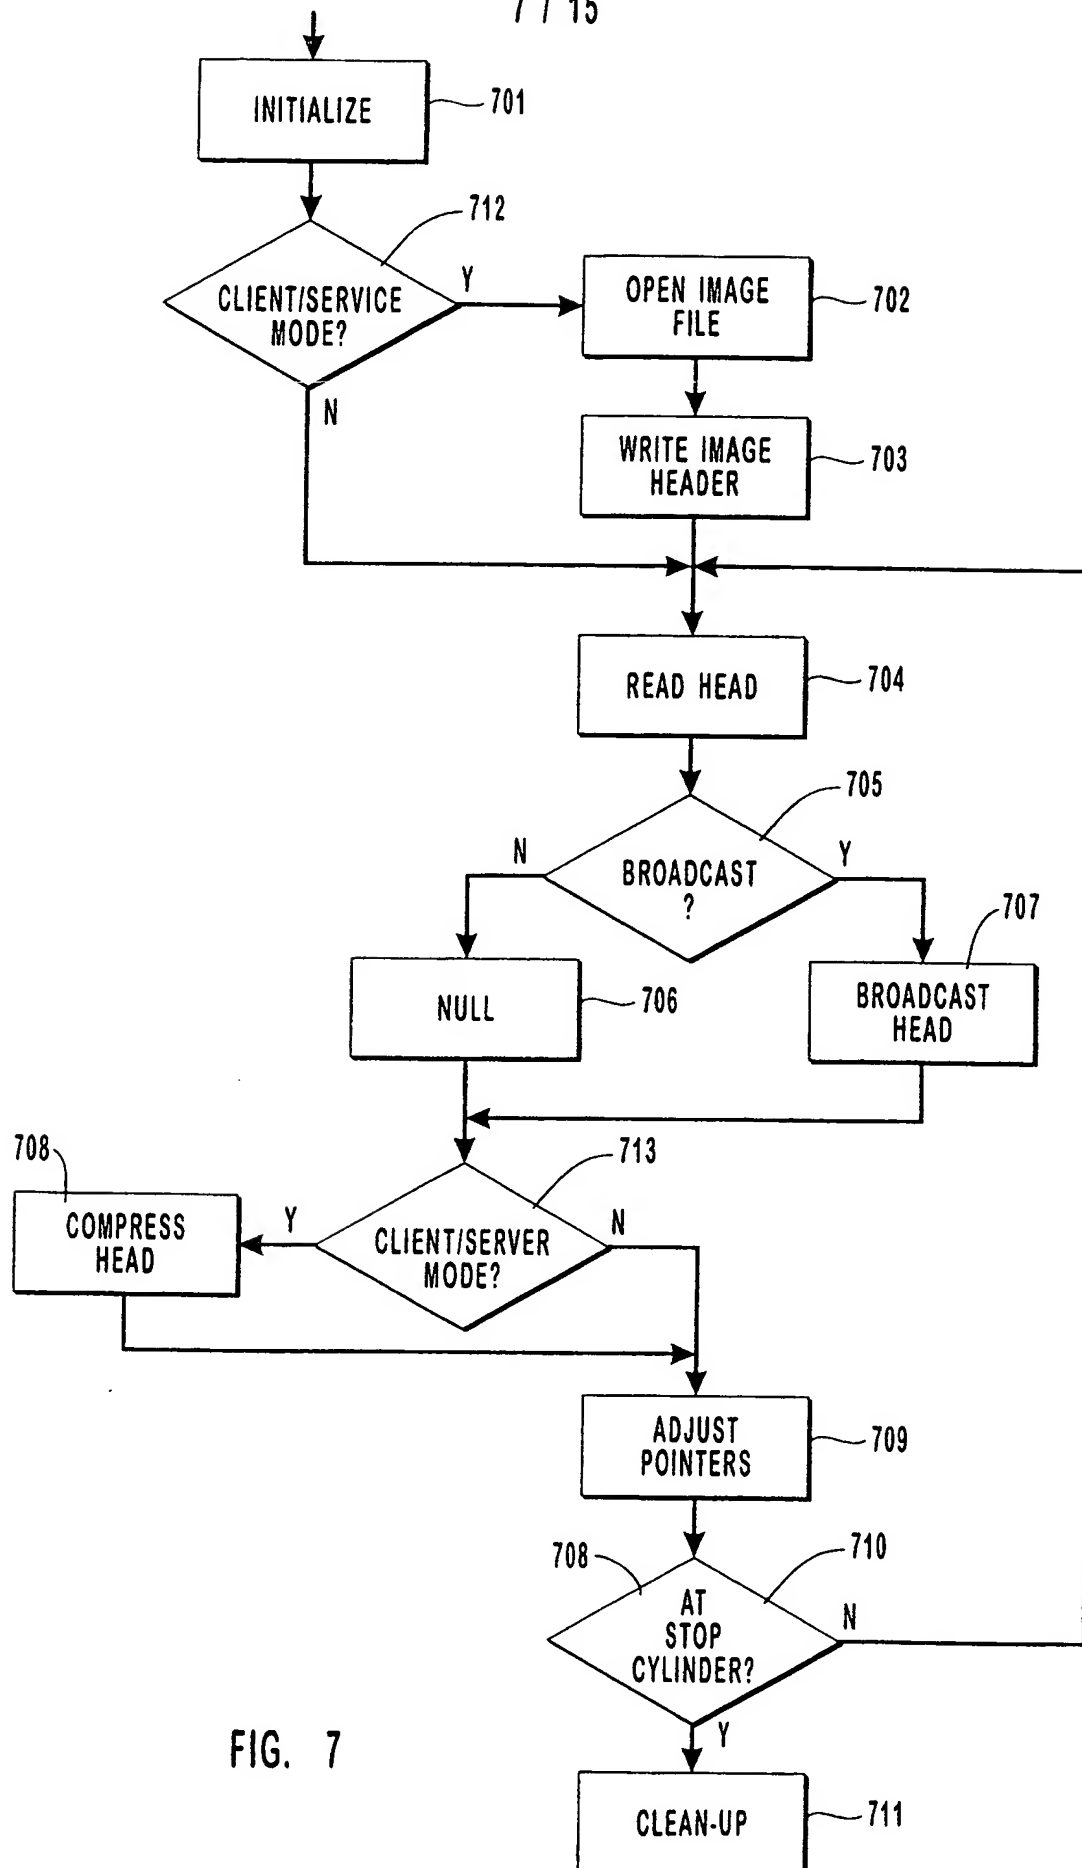 7 / 15
INITIALIZE
701
712
CLIENT/SERVICE
MODE?
Y
N
OPEN IMAGE
FILE
702
WRITE IMAGE
HEADER
703
READ HEAD
704
705
BROADCAST
?
N
Y
NULL
706
707
BROADCAST
HEAD
708
COMPRESS
HEAD
713
Y
CLIENT/SERVER
MODE?
N
ADJUST
POINTERS
709
708
710
AT
STOP
CYLINDER?
N
Y
FIG. 7
CLEAN-UP
711